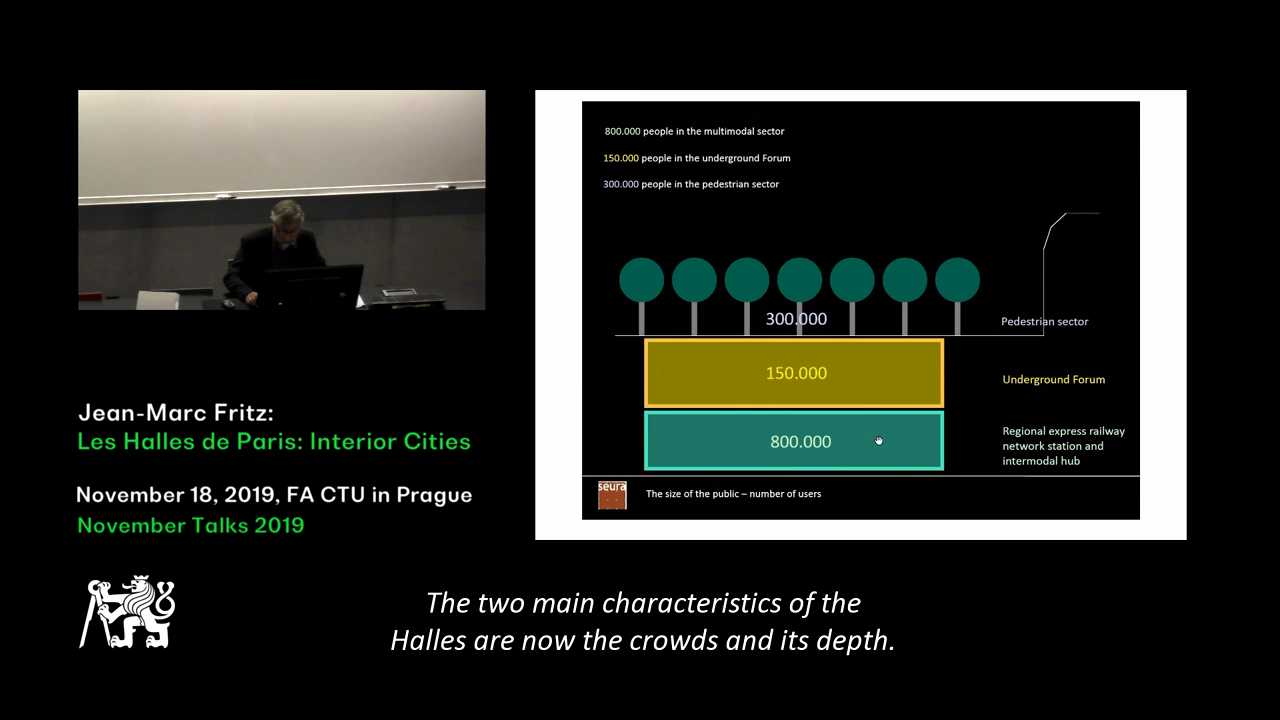 800.000 people in the multimodal sector
150.000 people in the underground Forum
300.000 people in the pedestrian sector
300.000
Pedestrian sector
150.000
Underground Forum
800.000
Regional express railway
network station and
intermodal hub
seura
The size of the public – number of users
Jean-Marc Fritz:
Les Halles de Paris: Interior Cities
November 18, 2019, FA CTU in Prague
November Talks 2019
The two main characteristics of the
Halles are now the crowds and its depth.